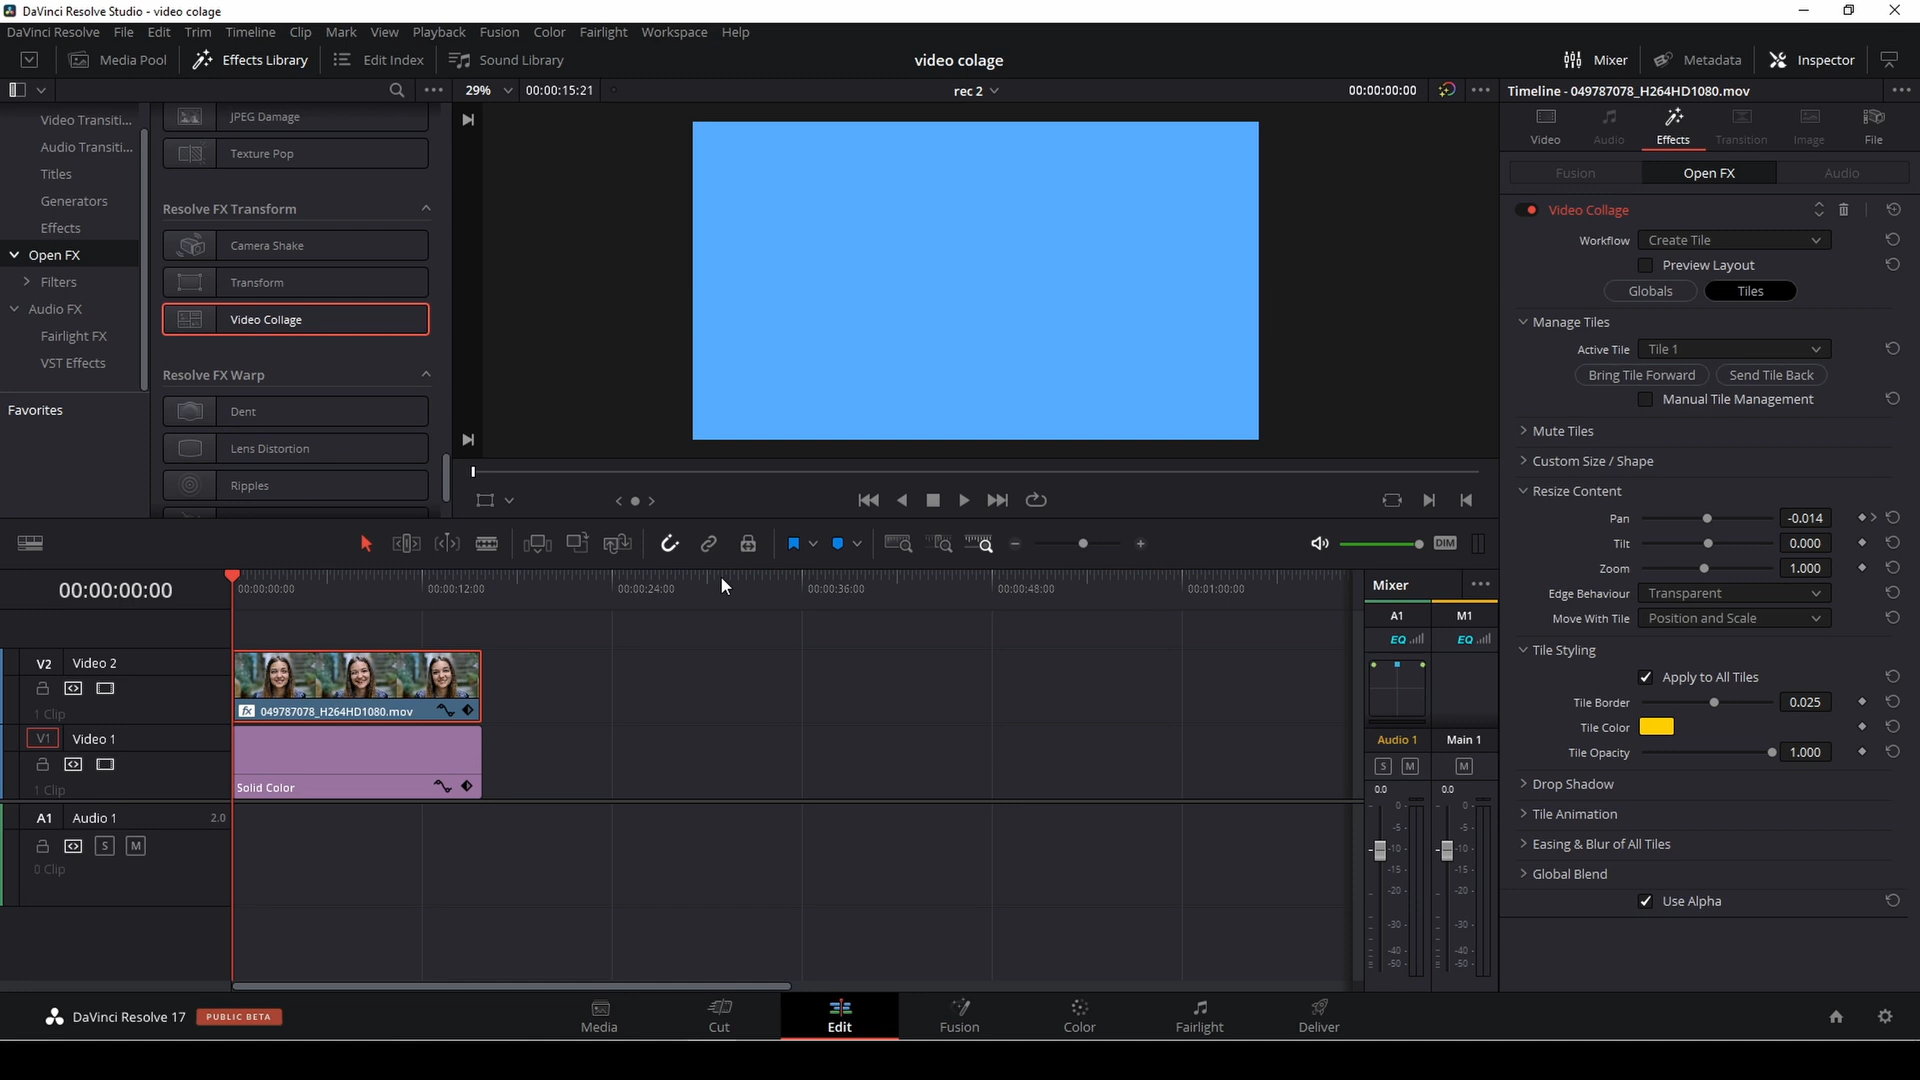 DaVinci Resolve Studio - video colage
DaVinci Resolve File Edit Trim Timeline Clip Mark View Playback Fusion Color Fairlight Workspace Help
Media Pool Effects Library Edit Index Sound Library video colage Mixer Metadata Inspector
29% 00:00:15:21 rec 2 00:00:00:00 Timeline - 049787078_H264HD1080.mov
Video Transiti...
Audio Transiti...
Titles
Generators
Effects
Open FX
Filters
Audio FX
Fairlight FX
VST Effects
Favorites
JPEG Damage
Texture Pop
Resolve FX Transform
Camera Shake
Transform
Video Collage
Resolve FX Warp
Dent
Lens Distortion
Ripples
Video Audio Effects Transition Image File
Fusion Open FX Audio
Video Collage
Workflow Create Tile
Preview Layout
Globals Tiles
Manage Tiles
Active Tile Tile 1
Bring Tile Forward Send Tile Back
Manual Tile Management
Mute Tiles
Custom Size / Shape
Resize Content
Pan -0.014
Tilt 0.000
Zoom 1.000
Edge Behaviour Transparent
Move With Tile Position and Scale
Tile Styling
Apply to All Tiles
Tile Border 0.025
Tile Color
Tile Opacity 1.000
Drop Shadow
Tile Animation
Easing & Blur of All Tiles
Global Blend
Use Alpha
DIM
00:00:00:00
00:00:00:00 00:00:12:00 00:00:24:00 00:00:36:00 00:00:48:00 00:01:00:00
V2 Video 2
1 Clip
fx 049787078_H264HD1080.mov
V1 Video 1
1 Clip
Solid Color
A1 Audio 1 2.0
S M
0 Clip
Mixer
A1 M1
EQ EQ
Audio 1 Main 1
S M M
0.0 0.0
0- 0-
-5- -5-
-10- -10-
-15- -15-
-20- -20-
-30- -30-
-40- -40-
-50- -50-
DaVinci Resolve 17 PUBLIC BETA
Media Cut Edit Fusion Color Fairlight Deliver